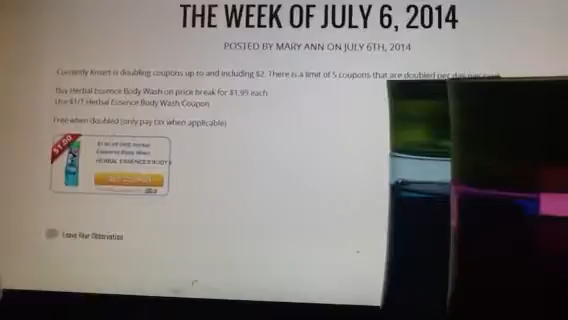 THE WEEK OF JULY 6, 2014
POSTED BY MARY ANN ON JULY 6TH, 2014
Currently Kmart is doubling coupons up to and including $2. There is a limit of 5 coupons that are doubled per day
Buy Herbal Essence Body Wash on price break for $1.99 each
Use $1/1 Herbal Essence Body Wash Coupon
Free when doubled (only pay tax when applicable)
$1.00
HERBAL ESSENCES BODY
Leave Your Observation